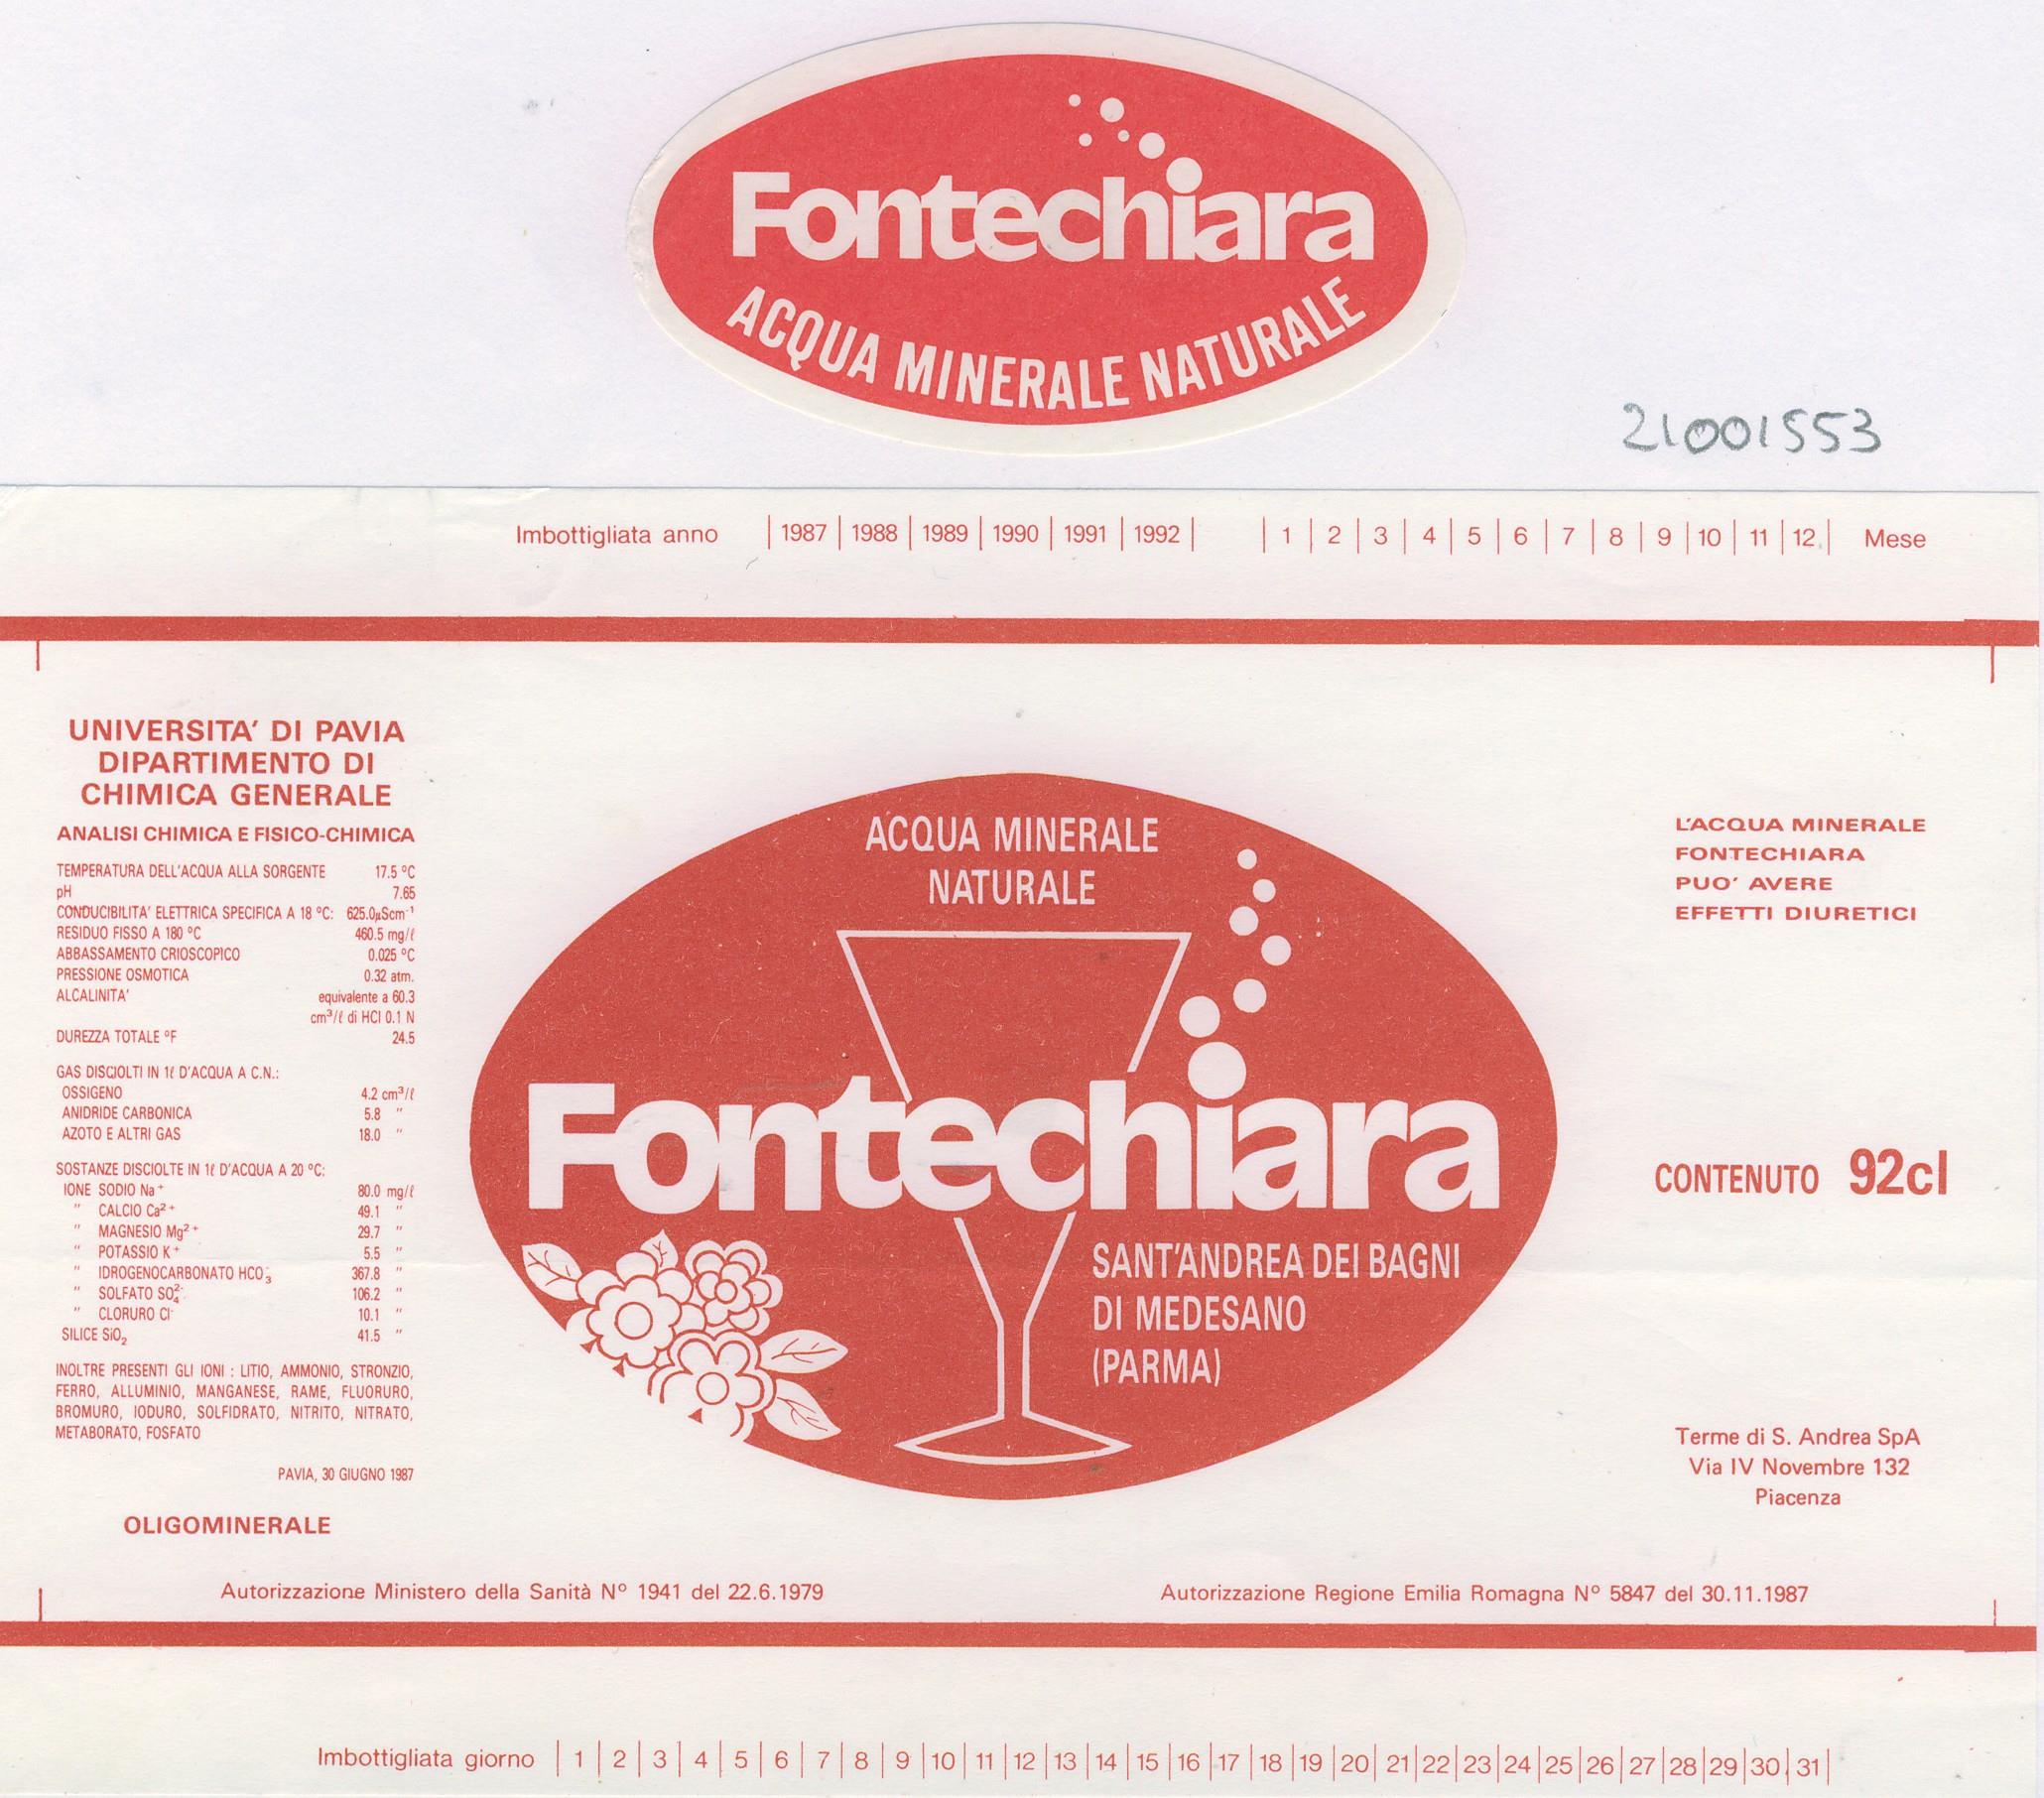 Fontechiara
ACQUA MINERALE NATURALE
21001553
Imbottigliata anno | 1987 | 1988 | 1989 | 1990 | 1991 | 1992 | | 1 | 2 | 3 | 4 | 5 | 6 | 7 | 8 | 9 | 10 | 11 | 12 | Mese
UNIVERSITA' DI PAVIA
DIPARTIMENTO DI
CHIMICA GENERALE
ANALISI CHIMICA E FISICO-CHIMICA
TEMPERATURA DELL'ACQUA ALLA SORGENTE 17.5 °C
pH 7.65
CONDUCIBILITA' ELETTRICA SPECIFICA A 18 °C: 625.0µScm⁻¹
RESIDUO FISSO A 180 °C 460.5 mg/ℓ
ABBASSAMENTO CRIOSCOPICO 0.025 °C
PRESSIONE OSMOTICA 0.32 atm.
ALCALINITA' equivalente a 60.3
cm³/ℓ di HCl 0.1 N
DUREZZA TOTALE °F 24.5
GAS DISCIOLTI IN 1ℓ D'ACQUA A C.N.:
OSSIGENO 4.2 cm³/ℓ
ANIDRIDE CARBONICA 5.8 "
AZOTO E ALTRI GAS 18.0 "
SOSTANZE DISCIOLTE IN 1ℓ D'ACQUA A 20 °C:
IONE SODIO Na⁺ 80.0 mg/ℓ
" CALCIO Ca²⁺ 49.1 "
" MAGNESIO Mg²⁺ 29.7 "
" POTASSIO K⁺ 5.5 "
" IDROGENOCARBONATO HCO₃⁻ 367.8 "
" SOLFATO SO₄²⁻ 106.2 "
" CLORURO Cl⁻ 10.1 "
SILICE SiO₂ 41.5 "
INOLTRE PRESENTI GLI IONI : LITIO, AMMONIO, STRONZIO,
FERRO, ALLUMINIO, MANGANESE, RAME, FLUORURO,
BROMURO, IODURO, SOLFIDRATO, NITRITO, NITRATO,
METABORATO, FOSFATO
PAVIA, 30 GIUGNO 1987
OLIGOMINERALE
ACQUA MINERALE
NATURALE
Fontechiara
SANT'ANDREA DEI BAGNI
DI MEDESANO
(PARMA)
L'ACQUA MINERALE
FONTECHIARA
PUO' AVERE
EFFETTI DIURETICI
CONTENUTO 92cl
Terme di S. Andrea SpA
Via IV Novembre 132
Piacenza
Autorizzazione Ministero della Sanità N° 1941 del 22.6.1979
Autorizzazione Regione Emilia Romagna N° 5847 del 30.11.1987
Imbottigliata giorno | 1 | 2 | 3 | 4 | 5 | 6 | 7 | 8 | 9 | 10 | 11 | 12 | 13 | 14 | 15 | 16 | 17 | 18 | 19 | 20 | 21 | 22 | 23 | 24 | 25 | 26 | 27 | 28 | 29 | 30 | 31 |